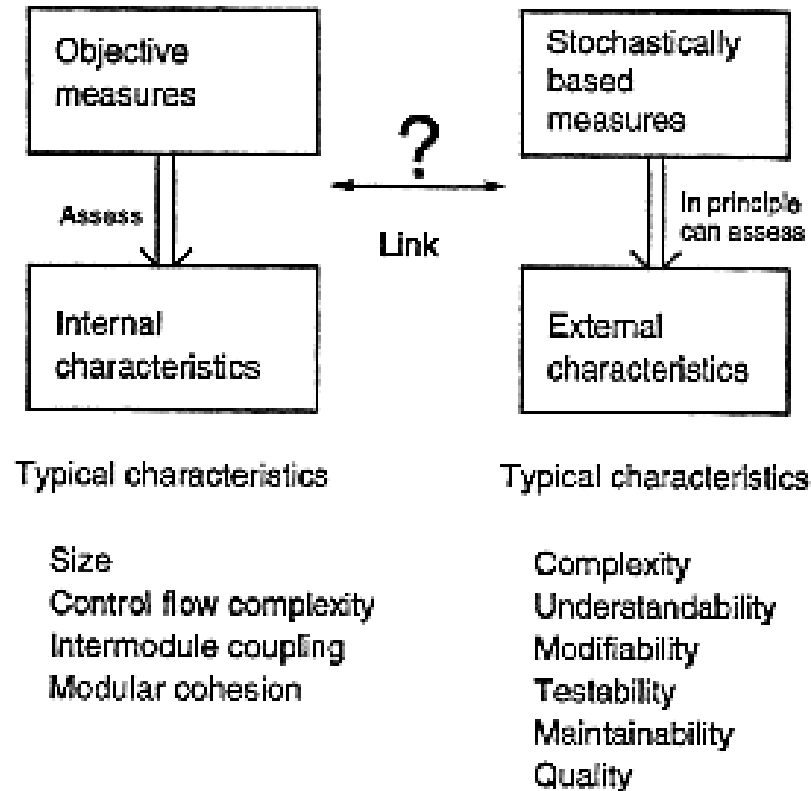 Objective
measures
Stochastically
based
measures
?
Assess
Link
In principle
can assess
Internal
characteristics
External
characteristics
Typical characteristics
Size
Control flow complexity
Intermodule coupling
Modular cohesion
Typical characteristics
Complexity
Understandability
Modifiability
Testability
Maintainability
Quality